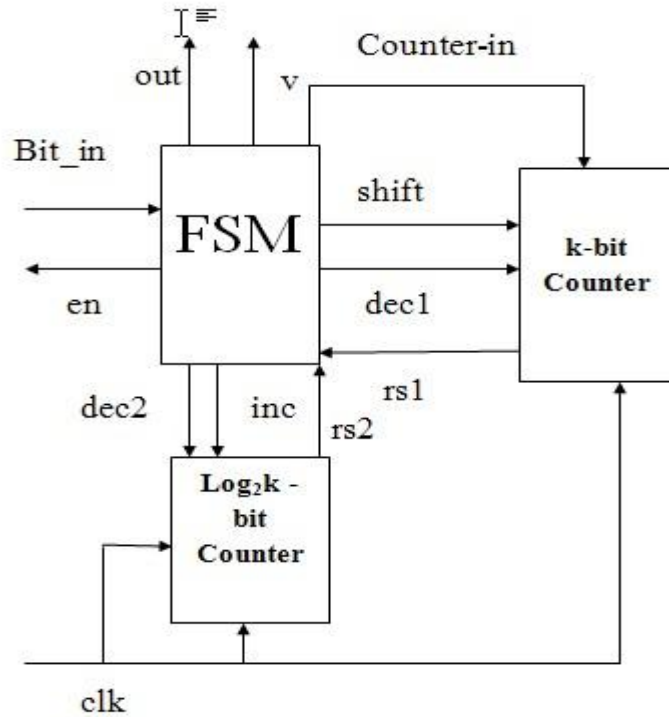 Counter-in
out
v
Bit_in
FSM
shift
k-bit
Counter
en
dec1
rs1
dec2
inc
rs2
Log₂k -
bit
Counter
clk